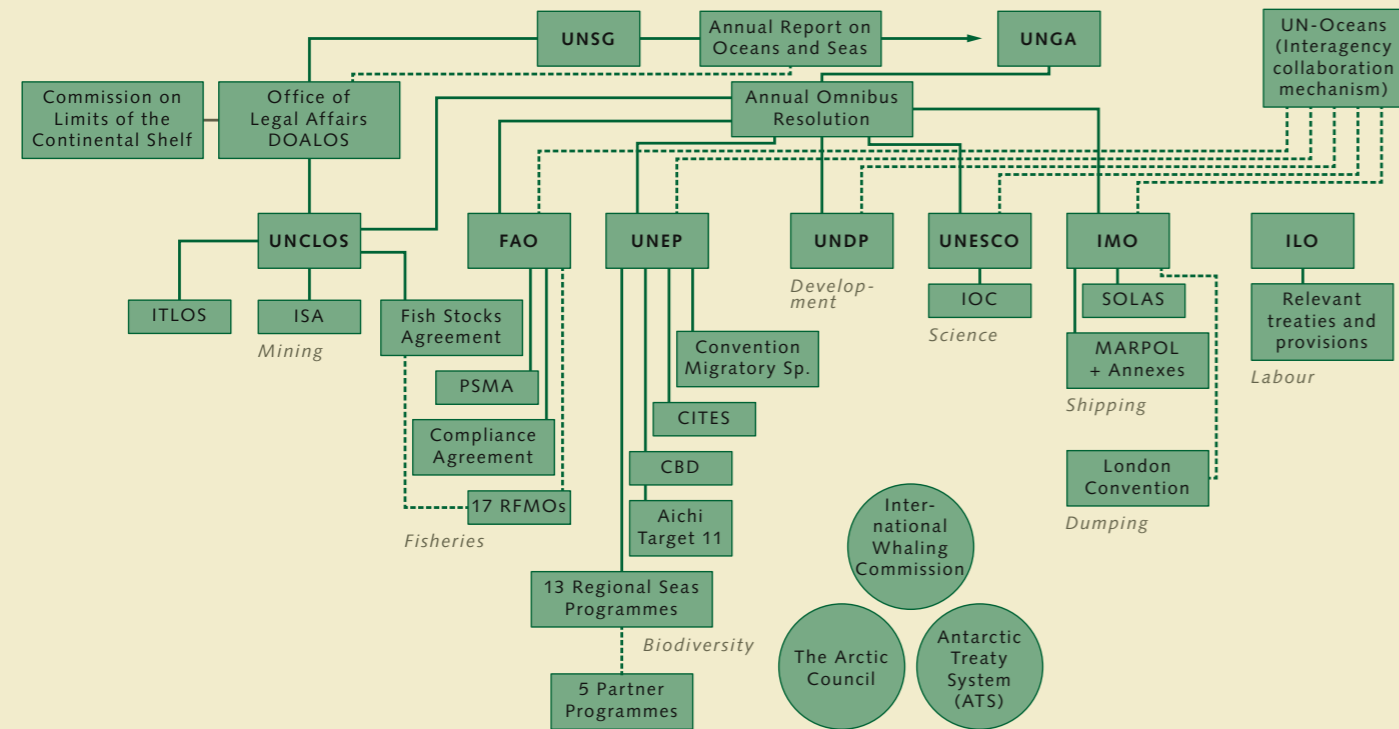 UNSG
Annual Report on
Oceans and Seas
UNGA
UN-Oceans
(Interagency
collaboration
mechanism)
Commission on
Limits of the
Continental Shelf
Office of
Legal Affairs
DOALOS
Annual Omnibus
Resolution
UNCLOS
FAO
UNEP
UNDP
UNESCO
IMO
ILO
Develop-
ment
ITLOS
ISA
Mining
Fish Stocks
Agreement
IOC
Science
SOLAS
Relevant
treaties and
provisions
Labour
Convention
Migratory Sp.
MARPOL
+ Annexes
Shipping
PSMA
CITES
Compliance
Agreement
CBD
London
Convention
Dumping
17 RFMOs
Fisheries
Aichi
Target 11
Inter-
national
Whaling
Commission
13 Regional Seas
Programmes
Biodiversity
The Arctic
Council
Antarctic
Treaty
System
(ATS)
5 Partner
Programmes